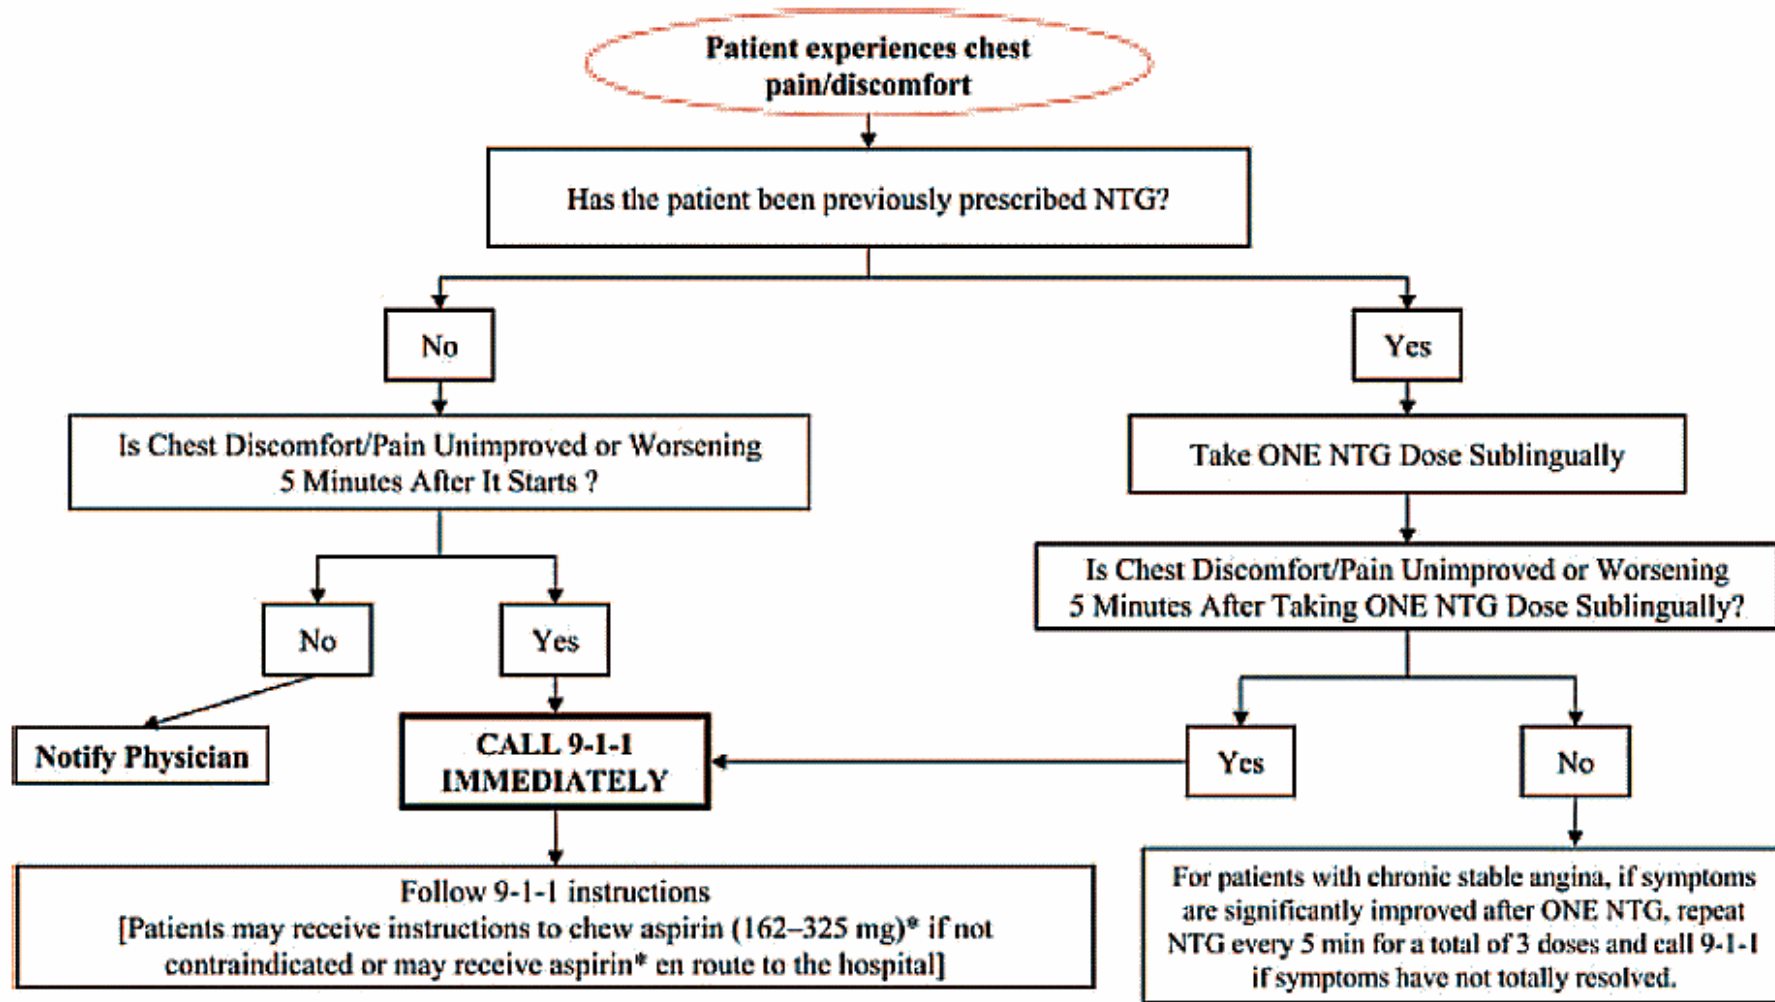 Patient experiences chest
pain/discomfort
Has the patient been previously prescribed NTG?
No
Yes
Is Chest Discomfort/Pain Unimproved or Worsening
5 Minutes After It Starts ?
Take ONE NTG Dose Sublingually
Is Chest Discomfort/Pain Unimproved or Worsening
5 Minutes After Taking ONE NTG Dose Sublingually?
No
Yes
Notify Physician
CALL 9-1-1
IMMEDIATELY
Yes
No
Follow 9-1-1 instructions
[Patients may receive instructions to chew aspirin (162–325 mg)* if not
contraindicated or may receive aspirin* en route to the hospital]
For patients with chronic stable angina, if symptoms
are significantly improved after ONE NTG, repeat
NTG every 5 min for a total of 3 doses and call 9-1-1
if symptoms have not totally resolved.